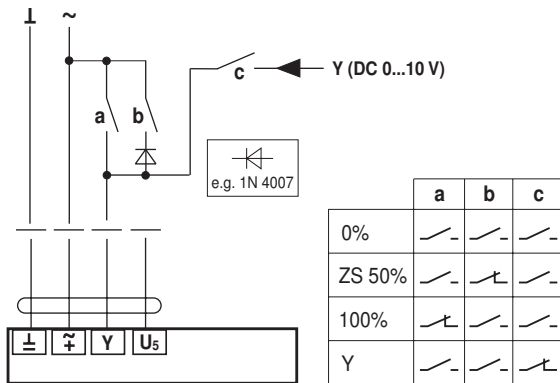 ⊥ ~
a b c Y (DC 0...10 V)
e.g. 1N 4007
⊥ ~+ Y U5
a b c
0%
ZS 50%
100%
Y